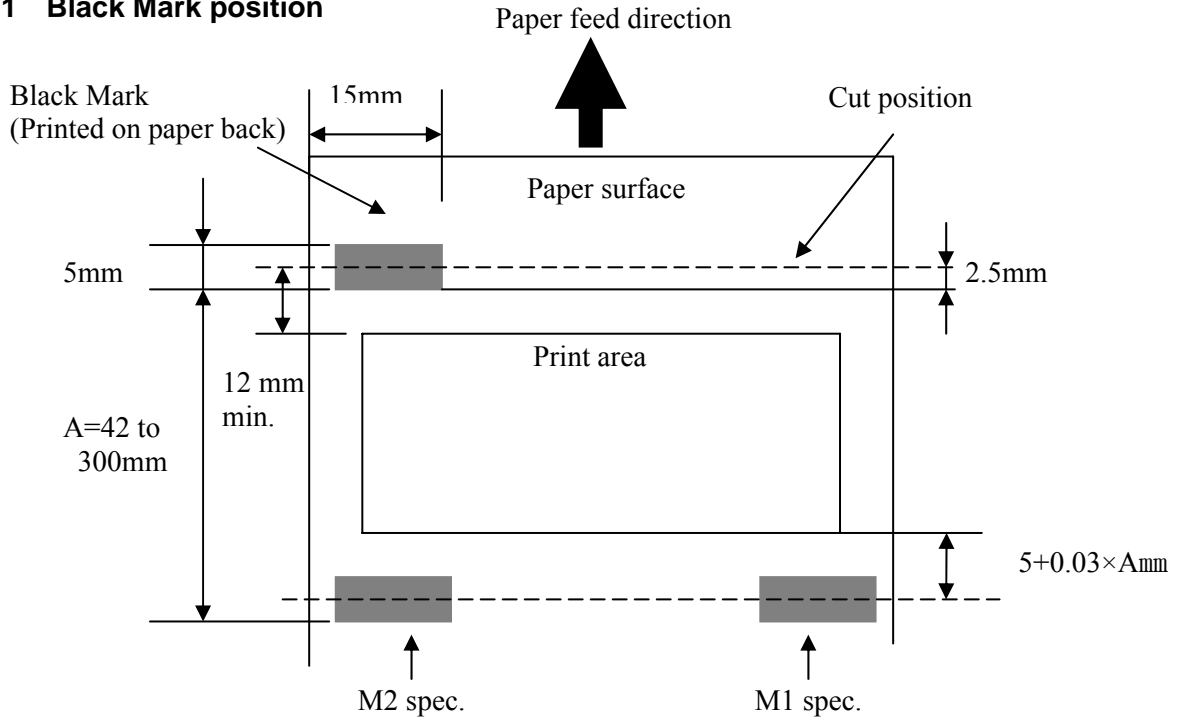 1 Black Mark position
Paper feed direction
Black Mark
(Printed on paper back)
15mm
Cut position
Paper surface
5mm
2.5mm
Print area
12 mm
min.
A=42 to
300mm
5+0.03×Amm
M2 spec.
M1 spec.